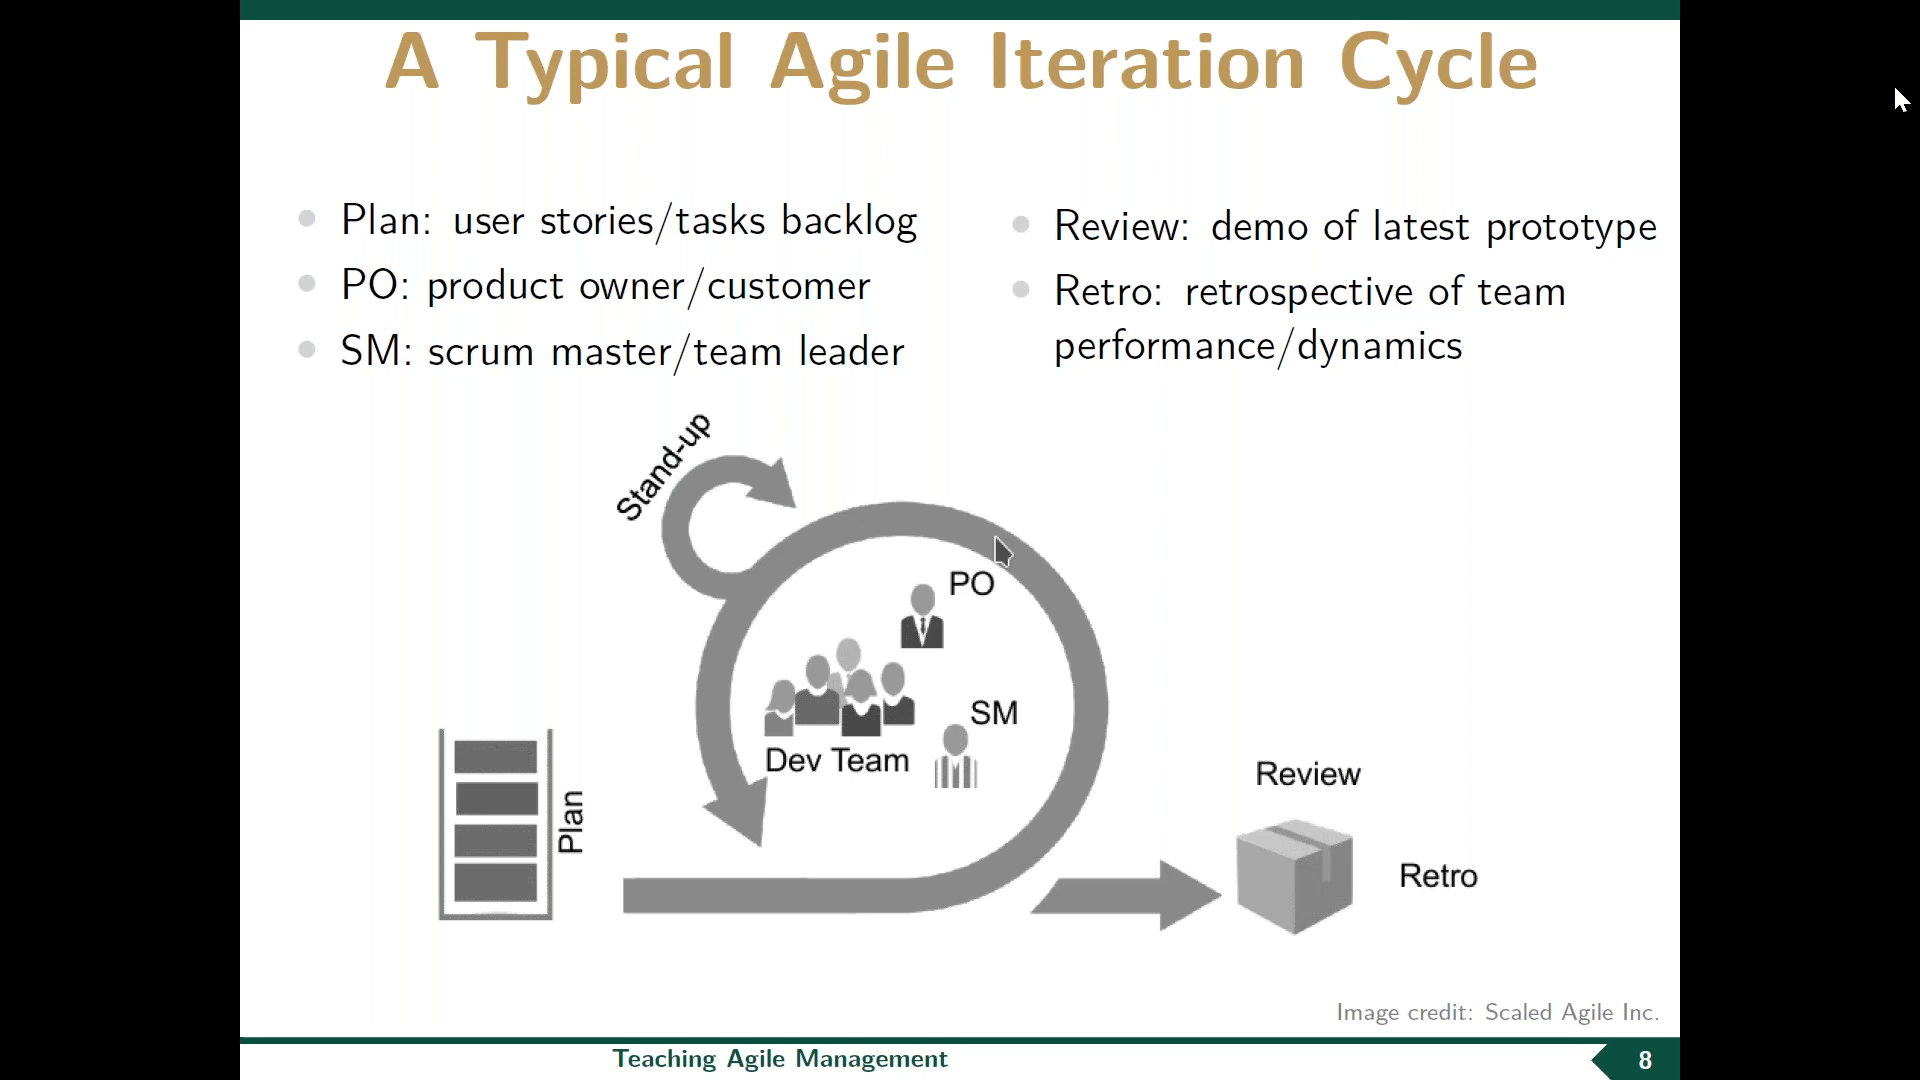 A Typical Agile Iteration Cycle
Plan: user stories/tasks backlog
PO: product owner/customer
SM: scrum master/team leader
Review: demo of latest prototype
Retro: retrospective of team
performance/dynamics
Stand-up
PO
SM
Dev Team
Plan
Review
Retro
Image credit: Scaled Agile Inc.
Teaching Agile Management
8